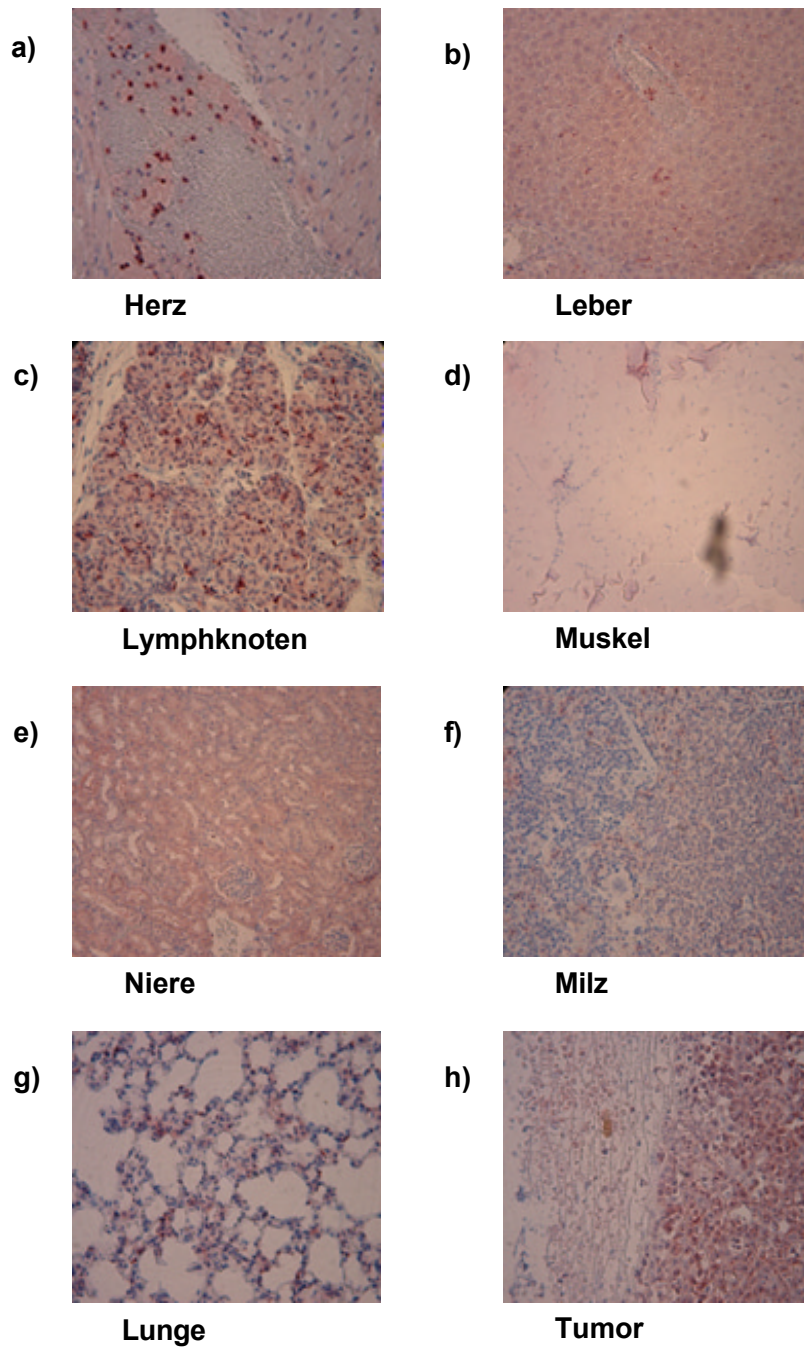 a)
b)
Herz
Leber
c)
d)
Lymphknoten
Muskel
e)
f)
Niere
Milz
g)
h)
Lunge
Tumor